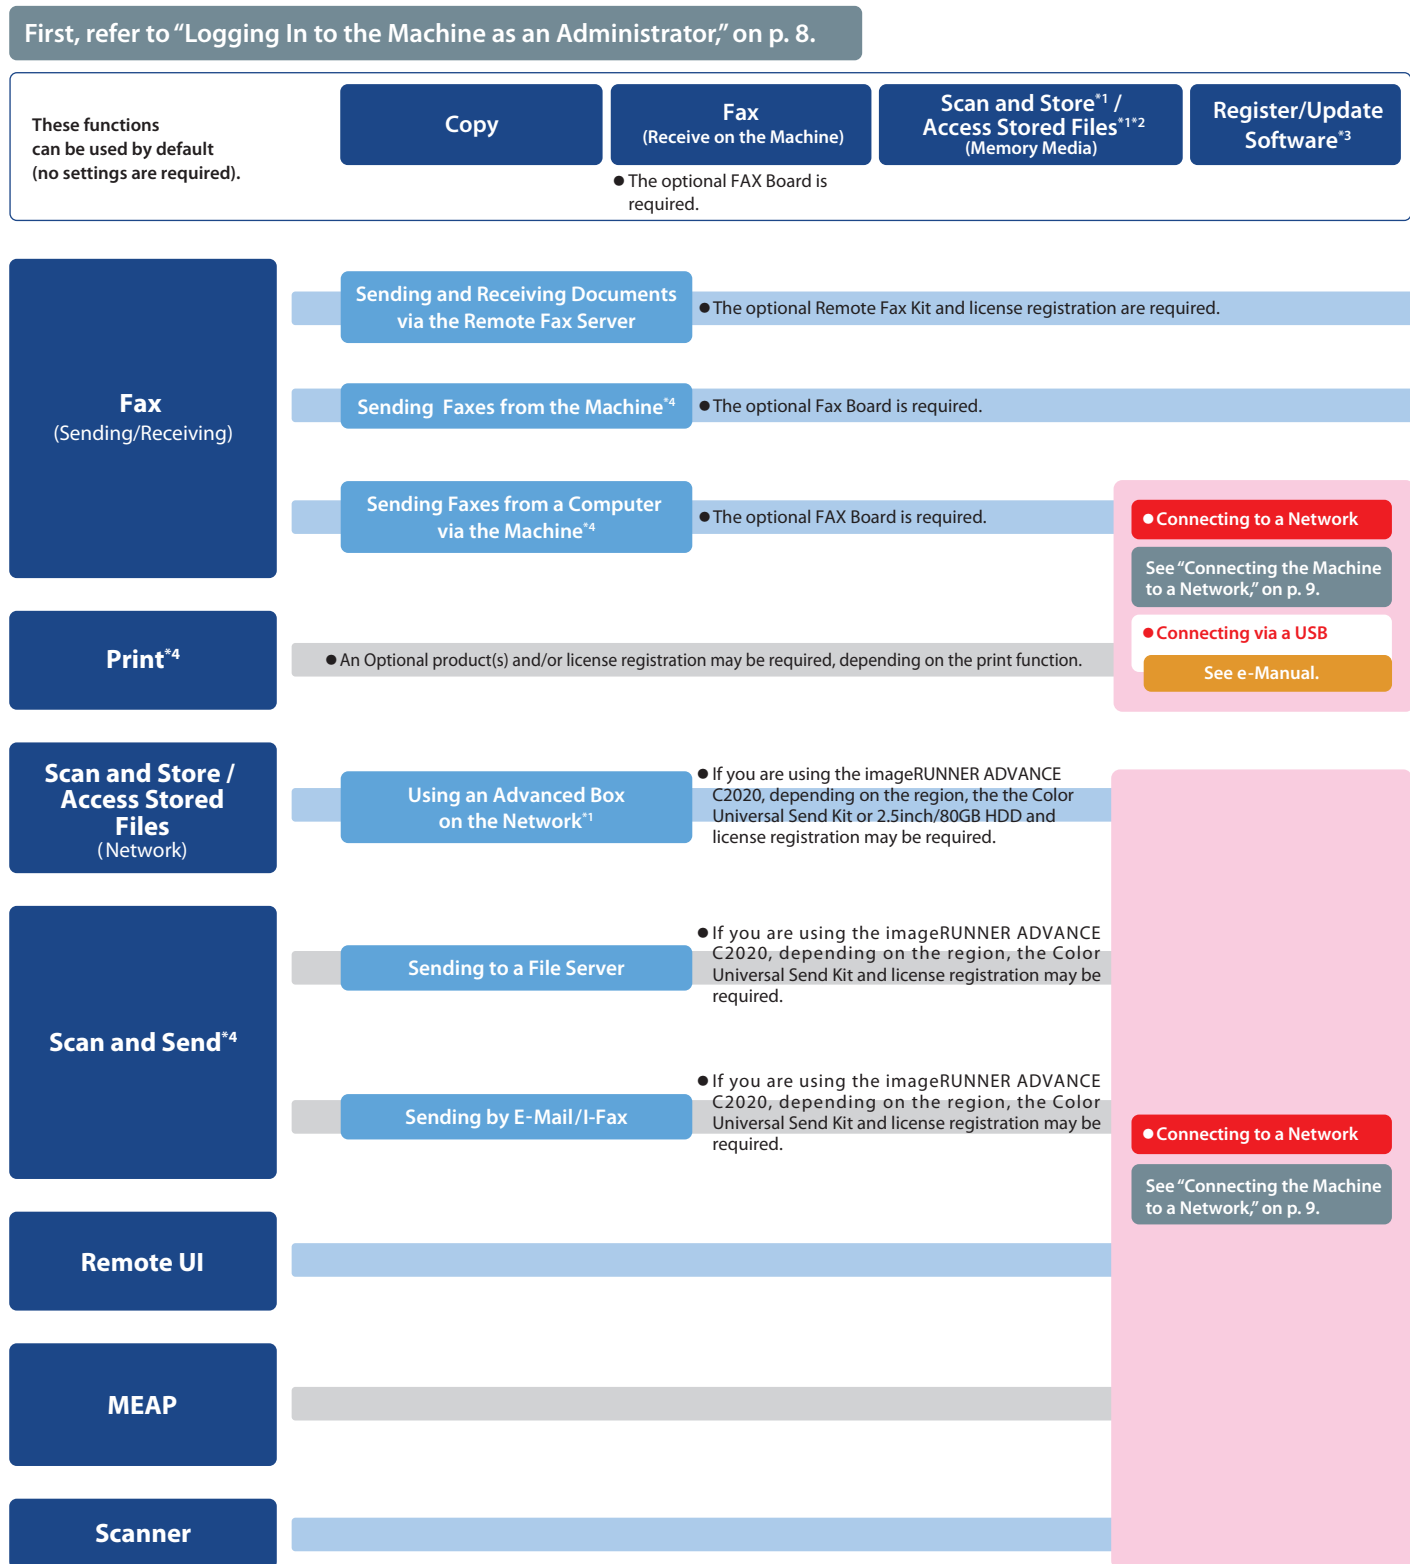 First, refer to “Logging In to the Machine as an Administrator,” on p. 8.
These functions
can be used by default
(no settings are required).
Copy
Fax
(Receive on the Machine)
● The optional FAX Board is
required.
Scan and Store*1 /
Access Stored Files*1*2
(Memory Media)
Register/Update
Software*3
Fax
(Sending/Receiving)
Sending and Receiving Documents
via the Remote Fax Server
● The optional Remote Fax Kit and license registration are required.
Sending Faxes from the Machine*4
● The optional Fax Board is required.
Sending Faxes from a Computer
via the Machine*4
● The optional FAX Board is required.
● Connecting to a Network
See “Connecting the Machine
to a Network,” on p. 9.
● Connecting via a USB
See e-Manual.
Print*4
● An Optional product(s) and/or license registration may be required, depending on the print function.
Scan and Store /
Access Stored
Files
(Network)
Using an Advanced Box
on the Network*1
● If you are using the imageRUNNER ADVANCE
C2020, depending on the region, the the Color
Universal Send Kit or 2.5inch/80GB HDD and
license registration may be required.
Scan and Send*4
Sending to a File Server
● If you are using the imageRUNNER ADVANCE
C2020, depending on the region, the Color
Universal Send Kit and license registration may be
required.
Sending by E-Mail/I-Fax
● If you are using the imageRUNNER ADVANCE
C2020, depending on the region, the Color
Universal Send Kit and license registration may be
required.
● Connecting to a Network
See “Connecting the Machine
to a Network,” on p. 9.
Remote UI
MEAP
Scanner